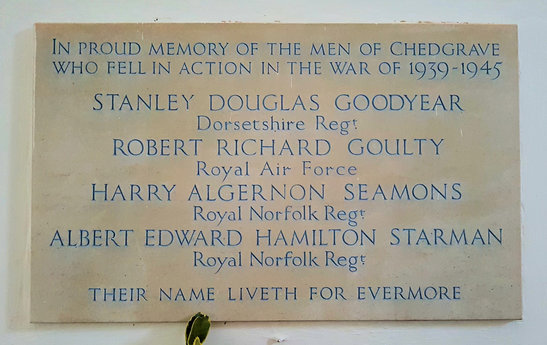 IN PROUD MEMORY OF THE MEN OF CHEDGRAVE
WHO FELL IN ACTION IN THE WAR OF 1939-1945
STANLEY DOUGLAS GOODYEAR
Dorsetshire Regt
ROBERT RICHARD GOULTY
Royal Air Force
HARRY ALGERNON SEAMONS
Royal Norfolk Regt
ALBERT EDWARD HAMILTON STARMAN
Royal Norfolk Regt
THEIR NAME LIVETH FOR EVERMORE